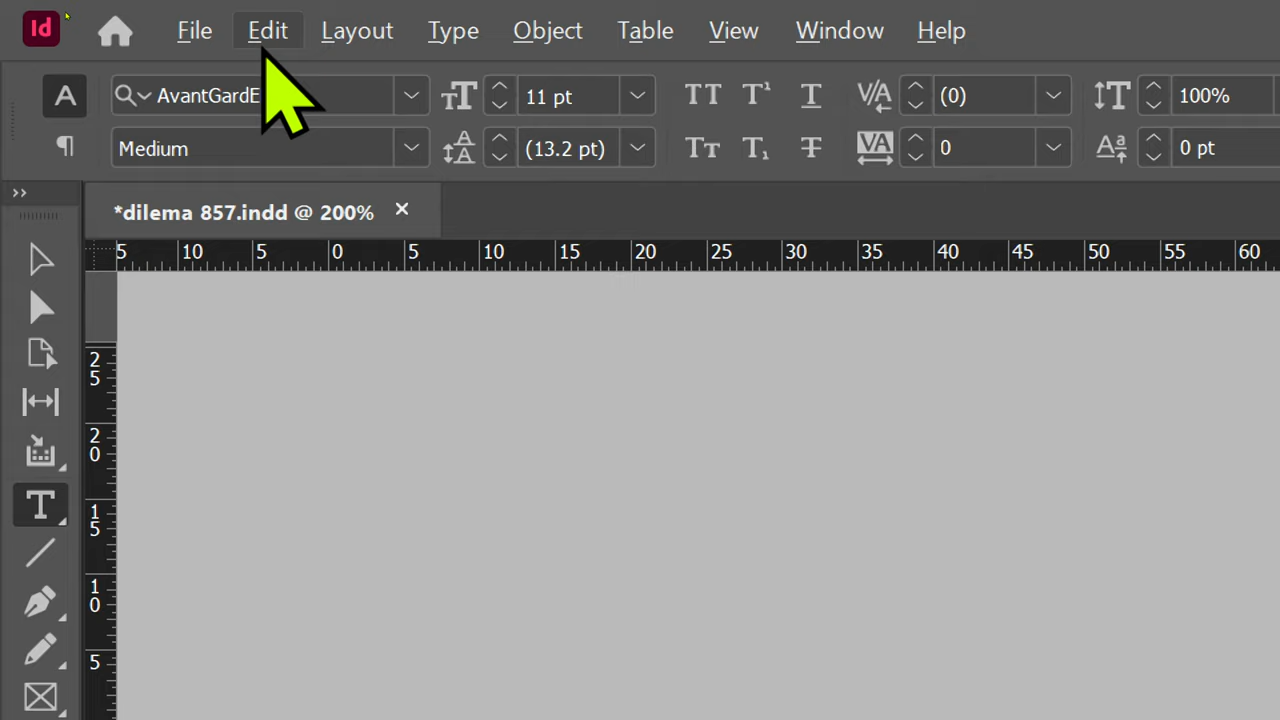 Id File Edit Layout Type Object Table View Window Help
A AvantGardE 11 pt (0) 100%
Medium (13.2 pt) 0 0 pt
*dilema 857.indd @ 200% ×
5 10 5 0 5 10 15 20 25 30 35 40 45 50 55 60
25
20
15
10
5